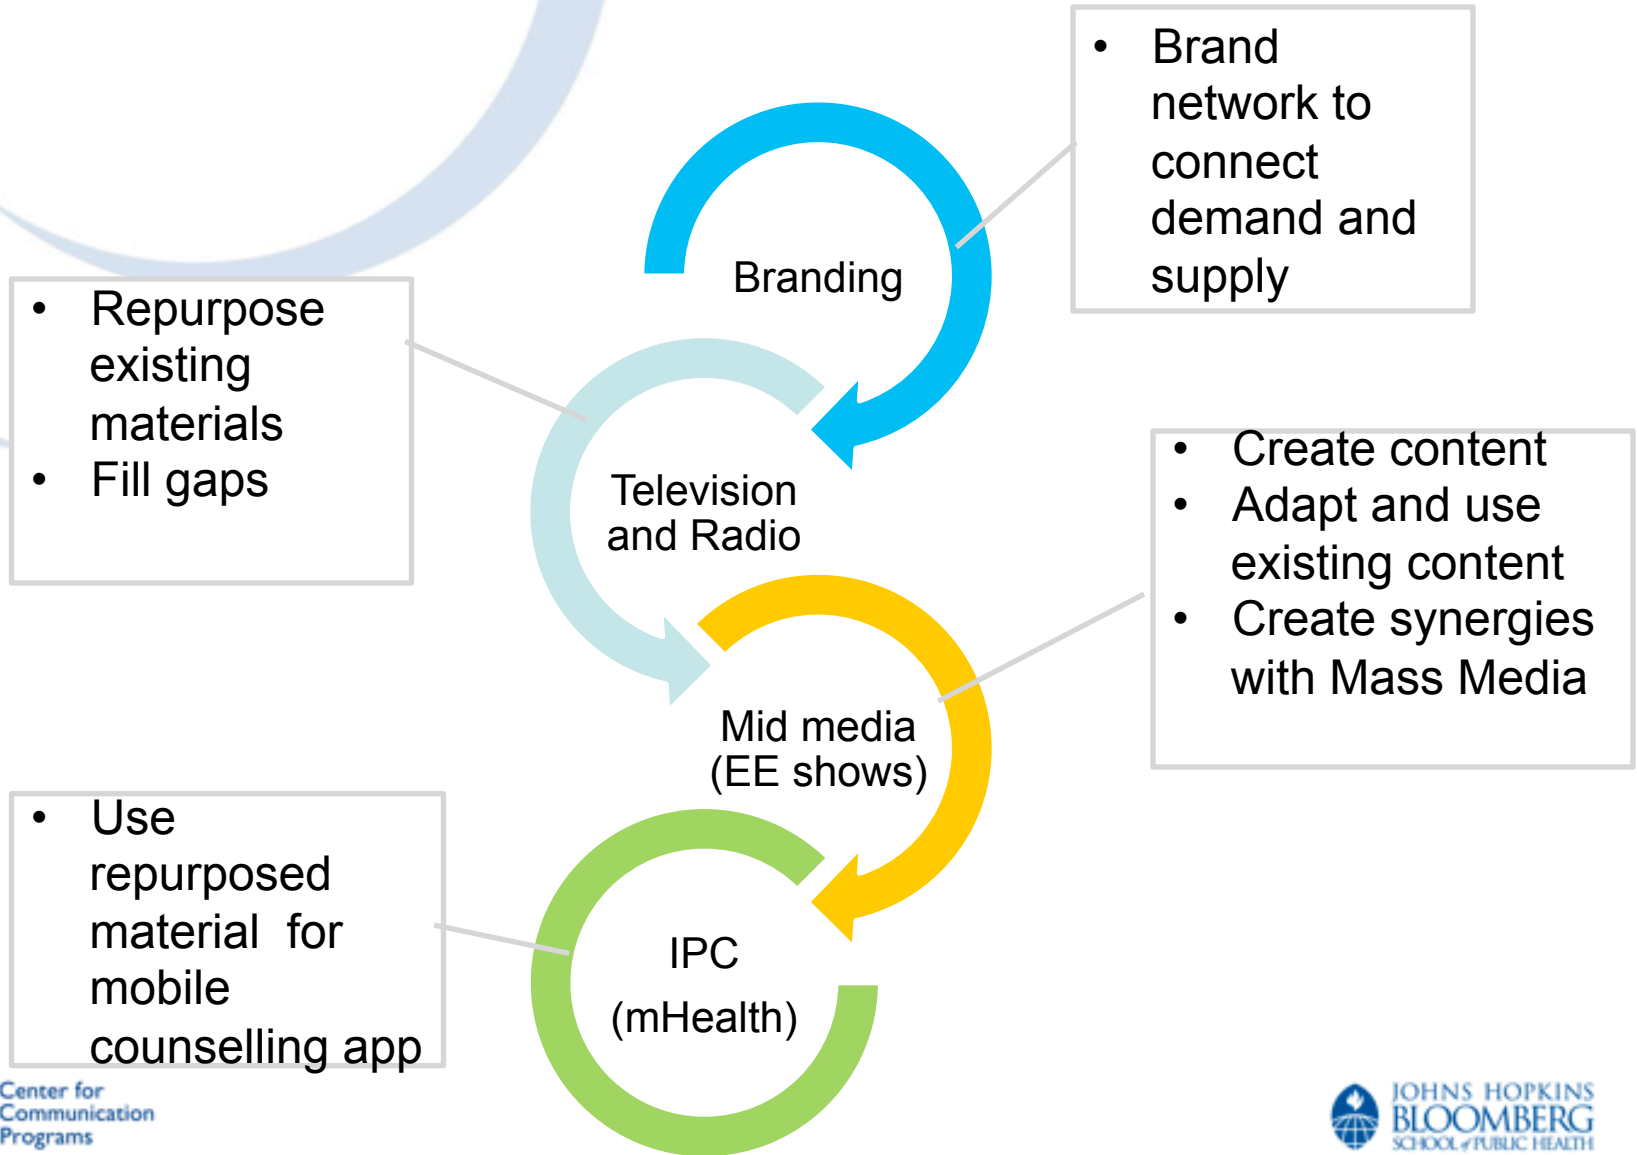 • Brand
network to
connect
demand and
supply
Branding
• Repurpose
existing
materials
• Fill gaps
Television
and Radio
• Create content
• Adapt and use
existing content
• Create synergies
with Mass Media
Mid media
(EE shows)
• Use
repurposed
material for
mobile
counselling app
IPC
(mHealth)
Center for
Communication
Programs
JOHNS HOPKINS
BLOOMBERG
SCHOOL of PUBLIC HEALTH